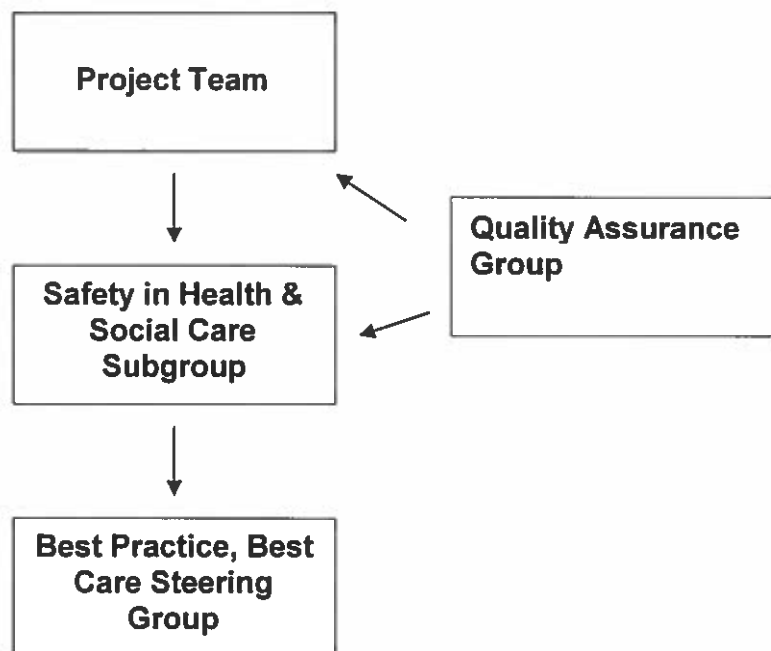 Project Team
Quality Assurance
Group
Safety in Health &
Social Care
Subgroup
Best Practice, Best
Care Steering
Group